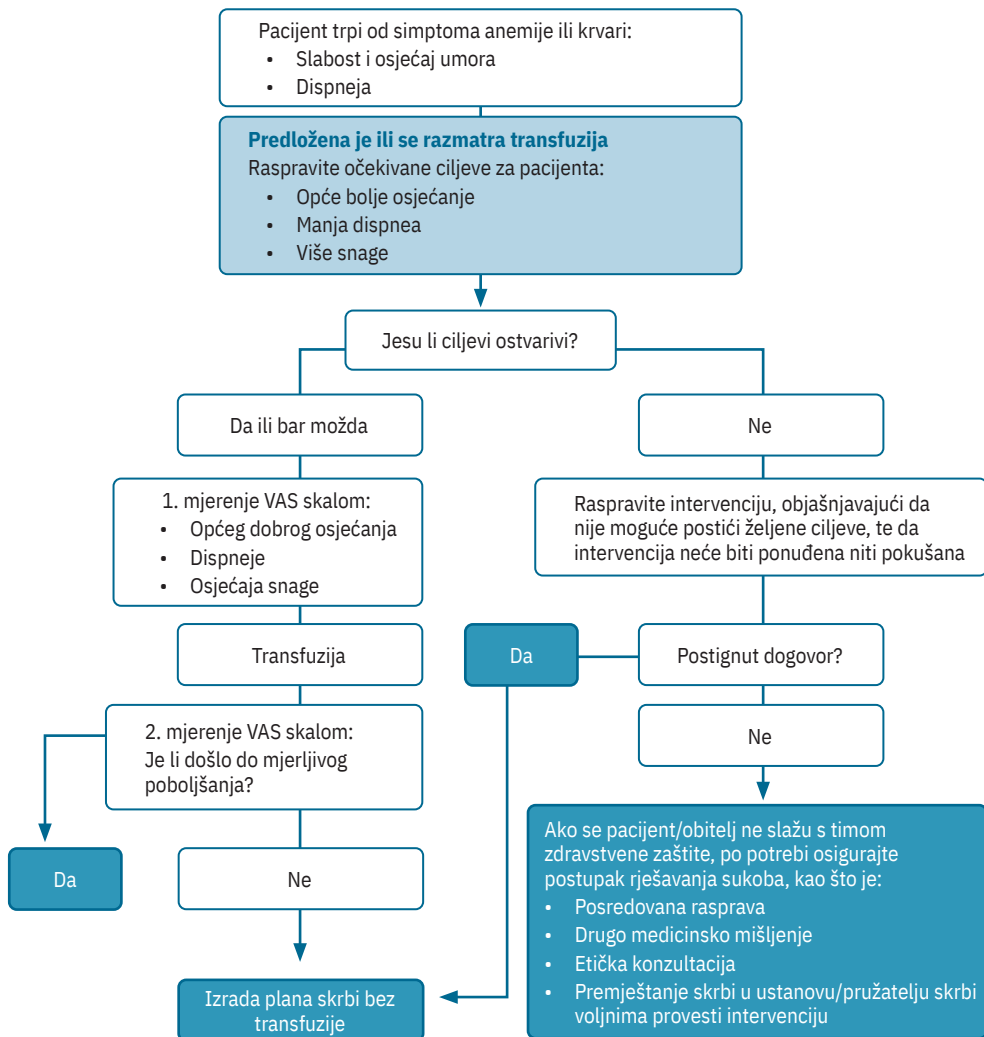 Pacijent trpi od simptoma anemije ili krvari:
• Slabost i osjećaj umora
• Dispneja
Predložena je ili se razmatra transfuzija
Raspravite očekivane ciljeve za pacijenta:
• Opće bolje osjećanje
• Manja dispnea
• Više snage
Jesu li ciljevi ostvarivi?
Da ili bar možda
Ne
1. mjerenje VAS skalom:
• Općeg dobrog osjećanja
• Dispneje
• Osjećaja snage
Raspravite intervenciju, objašnjavajući da
nije moguće postići željene ciljeve, te da
intervencija neće biti ponuđena niti pokušana
Transfuzija
Da
Postignut dogovor?
2. mjerenje VAS skalom:
Je li došlo do mjerljivog
poboljšanja?
Ne
Da
Ne
Ako se pacijent/obitelj ne slažu s timom
zdravstvene zaštite, po potrebi osigurajte
postupak rješavanja sukoba, kao što je:
• Posredovana rasprava
• Drugo medicinsko mišljenje
• Etička konzultacija
• Premještanje skrbi u ustanovu/pružatelju skrbi
voljnima provesti intervenciju
Izrada plana skrbi bez
transfuzije